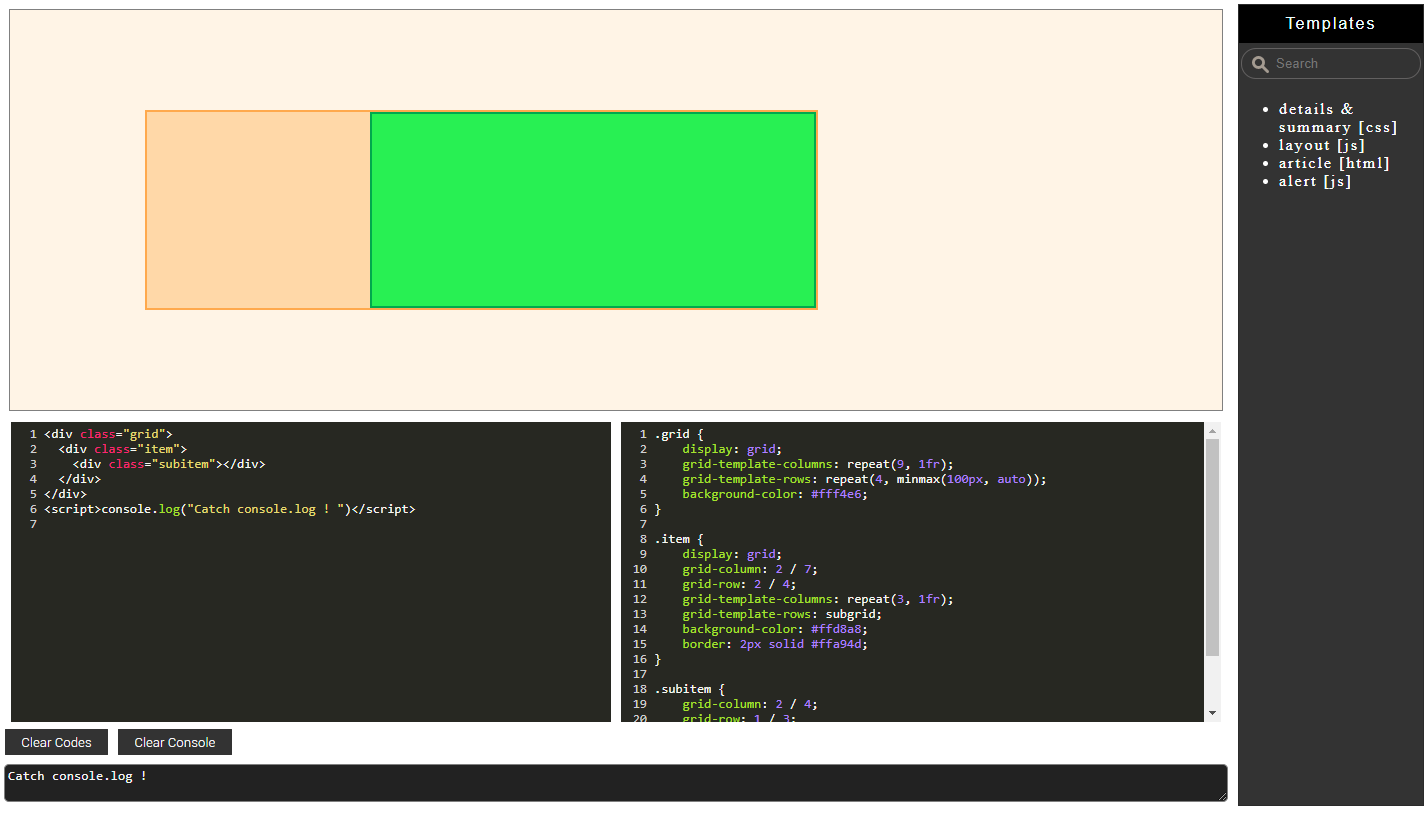 Templates
Search
details &
summary [css]
layout [js]
article [html]
alert [js]
1 <div class="grid">
2   <div class="item">
3     <div class="subitem"></div>
4   </div>
5 </div>
6 <script>console.log("Catch console.log ! ")</script>
7
1 .grid {
2     display: grid;
3     grid-template-columns: repeat(9, 1fr);
4     grid-template-rows: repeat(4, minmax(100px, auto));
5     background-color: #fff4e6;
6 }
7
8 .item {
9     display: grid;
10     grid-column: 2 / 7;
11     grid-row: 2 / 4;
12     grid-template-columns: repeat(3, 1fr);
13     grid-template-rows: subgrid;
14     background-color: #ffd8a8;
15     border: 2px solid #ffa94d;
16 }
17
18 .subitem {
19     grid-column: 2 / 4;
20     grid-row: 1 / 3;
Clear Codes
Clear Console
Catch console.log !